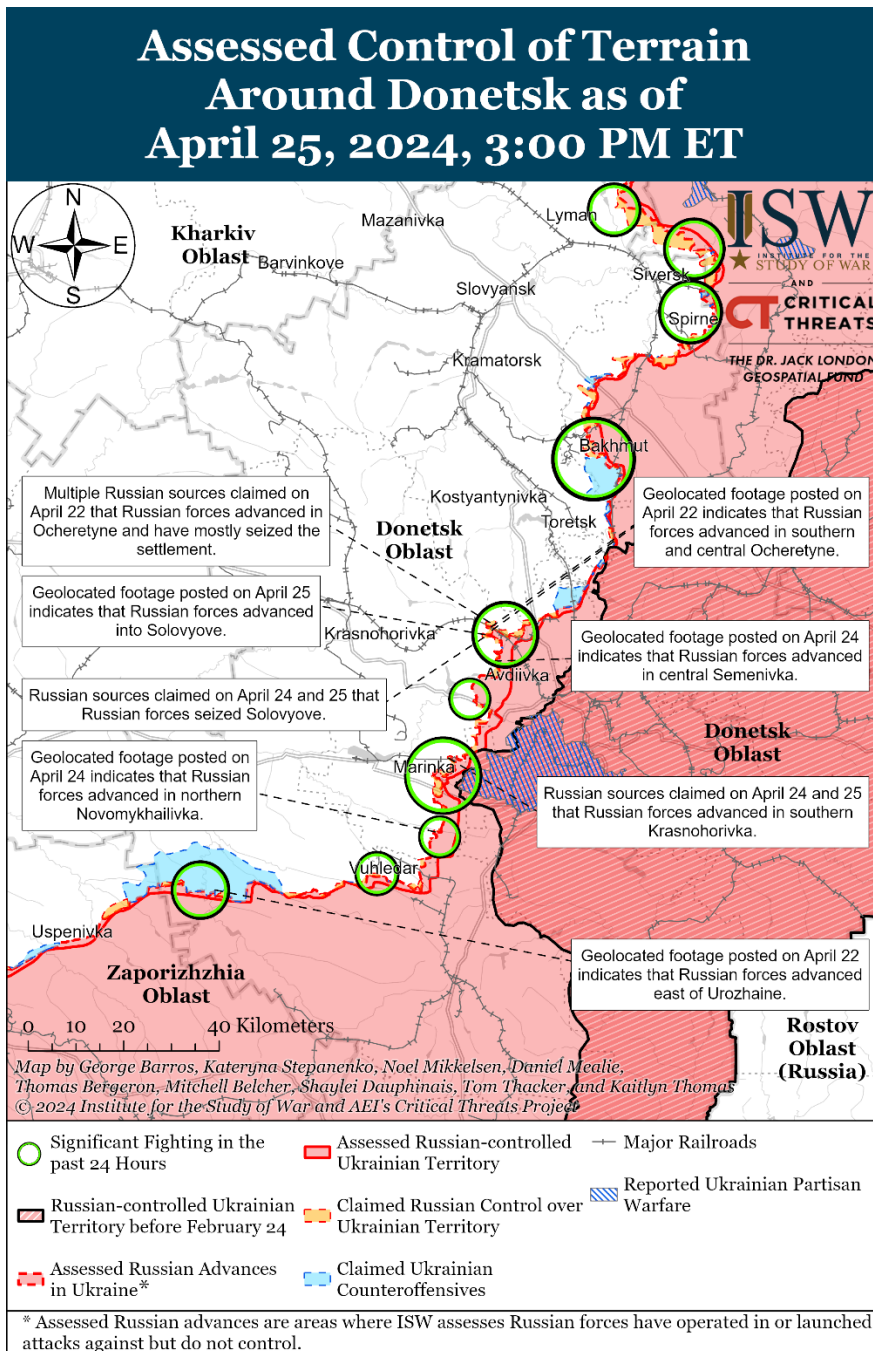 Assessed Control of Terrain
Around Donetsk as of
April 25, 2024, 3:00 PM ET
N
W E
S
Kharkiv
Oblast
Mazanivka
Barvinkove
Lyman
Slovyansk
Siversk
Spirne
Kramatorsk
ISW
INSTITUTE FOR THE
STUDY OF WAR
AND
CT CRITICAL
THREATS
THE DR. JACK LONDON
GEOSPATIAL FUND
Bakhmut
Kostyantynivka
Toretsk
Donetsk
Oblast
Multiple Russian sources claimed on
April 22 that Russian forces advanced in
Ocheretyne and have mostly seized the
settlement.
Geolocated footage posted on
April 22 indicates that Russian
forces advanced in southern
and central Ocheretyne.
Geolocated footage posted on April 25
indicates that Russian forces advanced
into Solovyove.
Krasnohorivka
Avdiivka
Geolocated footage posted on April 24
indicates that Russian forces advanced
in central Semenivka.
Russian sources claimed on April 24 and 25 that
Russian forces seized Solovyove.
Donetsk
Oblast
Geolocated footage posted on
April 24 indicates that Russian
forces advanced in northern
Novomykhailivka.
Marinka
Russian sources claimed on April 24 and 25
that Russian forces advanced in southern
Krasnohorivka.
Vuhledar
Uspenivka
Geolocated footage posted on April 22
indicates that Russian forces advanced
east of Urozhaine.
Zaporizhzhia
Oblast
Rostov
Oblast
(Russia)
0 10 20 40 Kilometers
Map by George Barros, Kateryna Stepanenko, Noel Mikkelsen, Daniel Mealie,
Thomas Bergeron, Mitchell Belcher, Shaylei Dauphinais, Tom Thacker, and Kaitlyn Thomas
© 2024 Institute for the Study of War and AEI's Critical Threats Project
Significant Fighting in the
past 24 Hours
Russian-controlled Ukrainian
Territory before February 24
Assessed Russian Advances
in Ukraine*
Assessed Russian-controlled
Ukrainian Territory
Claimed Russian Control over
Ukrainian Territory
Claimed Ukrainian
Counteroffensives
Major Railroads
Reported Ukrainian Partisan
Warfare
* Assessed Russian advances are areas where ISW assesses Russian forces have operated in or launched
attacks against but do not control.